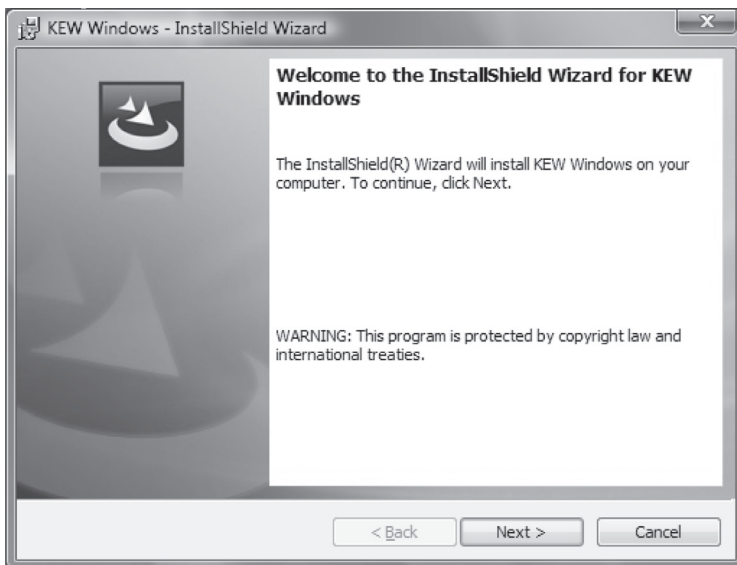 KEW Windows - InstallShield Wizard
X
Welcome to the InstallShield Wizard for KEW
Windows
The InstallShield(R) Wizard will install KEW Windows on your
computer. To continue, click Next.
WARNING: This program is protected by copyright law and
international treaties.
< Back
Next >
Cancel